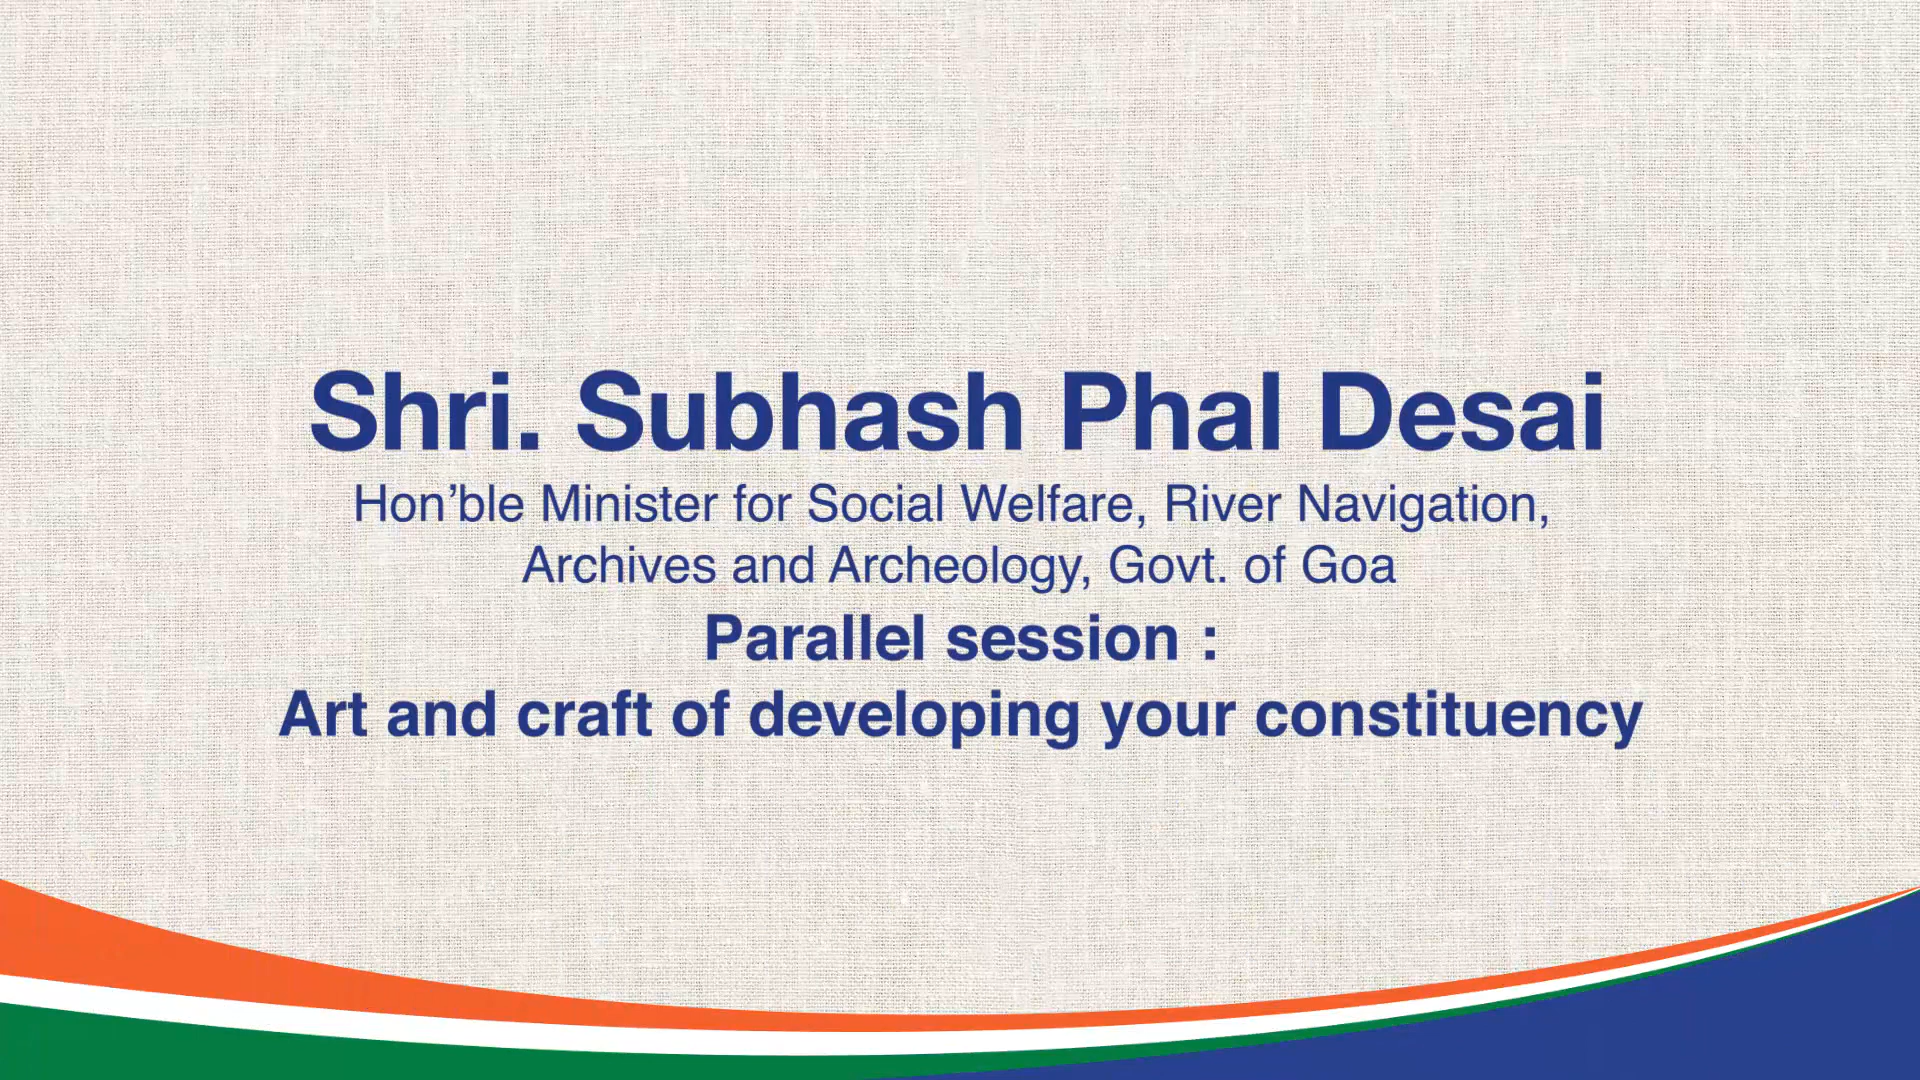 Shri. Subhash Phal Desai
Hon’ble Minister for Social Welfare, River Navigation,
Archives and Archeology, Govt. of Goa
Parallel session :
Art and craft of developing your constituency